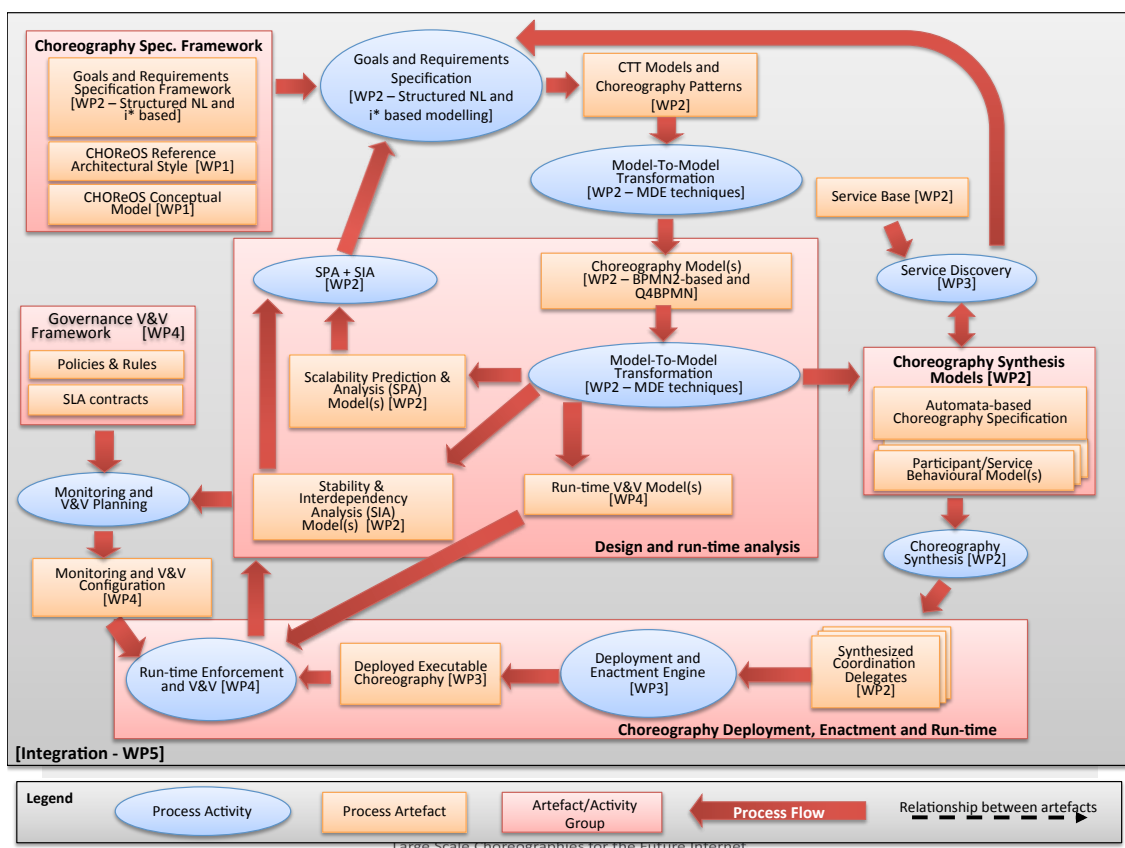 Choreography Spec. Framework
Goals and Requirements
Specification Framework
[WP2 – Structured NL and
i* based]
CHOReOS Reference
Architectural Style [WP1]
CHOReOS Conceptual
Model [WP1]
Goals and Requirements
Specification
[WP2 – Structured NL and
i* based modelling]
CTT Models and
Choreography Patterns
[WP2]
Model-To-Model
Transformation
[WP2 – MDE techniques]
Service Base [WP2]
Service Discovery
[WP3]
SPA + SIA
[WP2]
Choreography Model(s)
[WP2 – BPMN2-based and
Q4BPMN]
Governance V&V
Framework [WP4]
Policies & Rules
SLA contracts
Scalability Prediction &
Analysis (SPA)
Model(s) [WP2]
Model-To-Model
Transformation
[WP2 – MDE techniques]
Choreography Synthesis
Models [WP2]
Automata-based
Choreography Specification
Participant/Service
Behavioural Model(s)
Monitoring and
V&V Planning
Stability &
Interdependency
Analysis (SIA)
Model(s) [WP2]
Run-time V&V Model(s)
[WP4]
Design and run-time analysis
Choreography
Synthesis [WP2]
Monitoring and V&V
Configuration
[WP4]
Run-time Enforcement
and V&V [WP4]
Deployed Executable
Choreography [WP3]
Deployment and
Enactment Engine
[WP3]
Synthesized
Coordination
Delegates
[WP2]
Choreography Deployment, Enactment and Run-time
[Integration - WP5]
Legend
Process Activity
Process Artefact
Artefact/Activity
Group
Process Flow
Relationship between artefacts
Large Scale Choreographies for the Future Internet